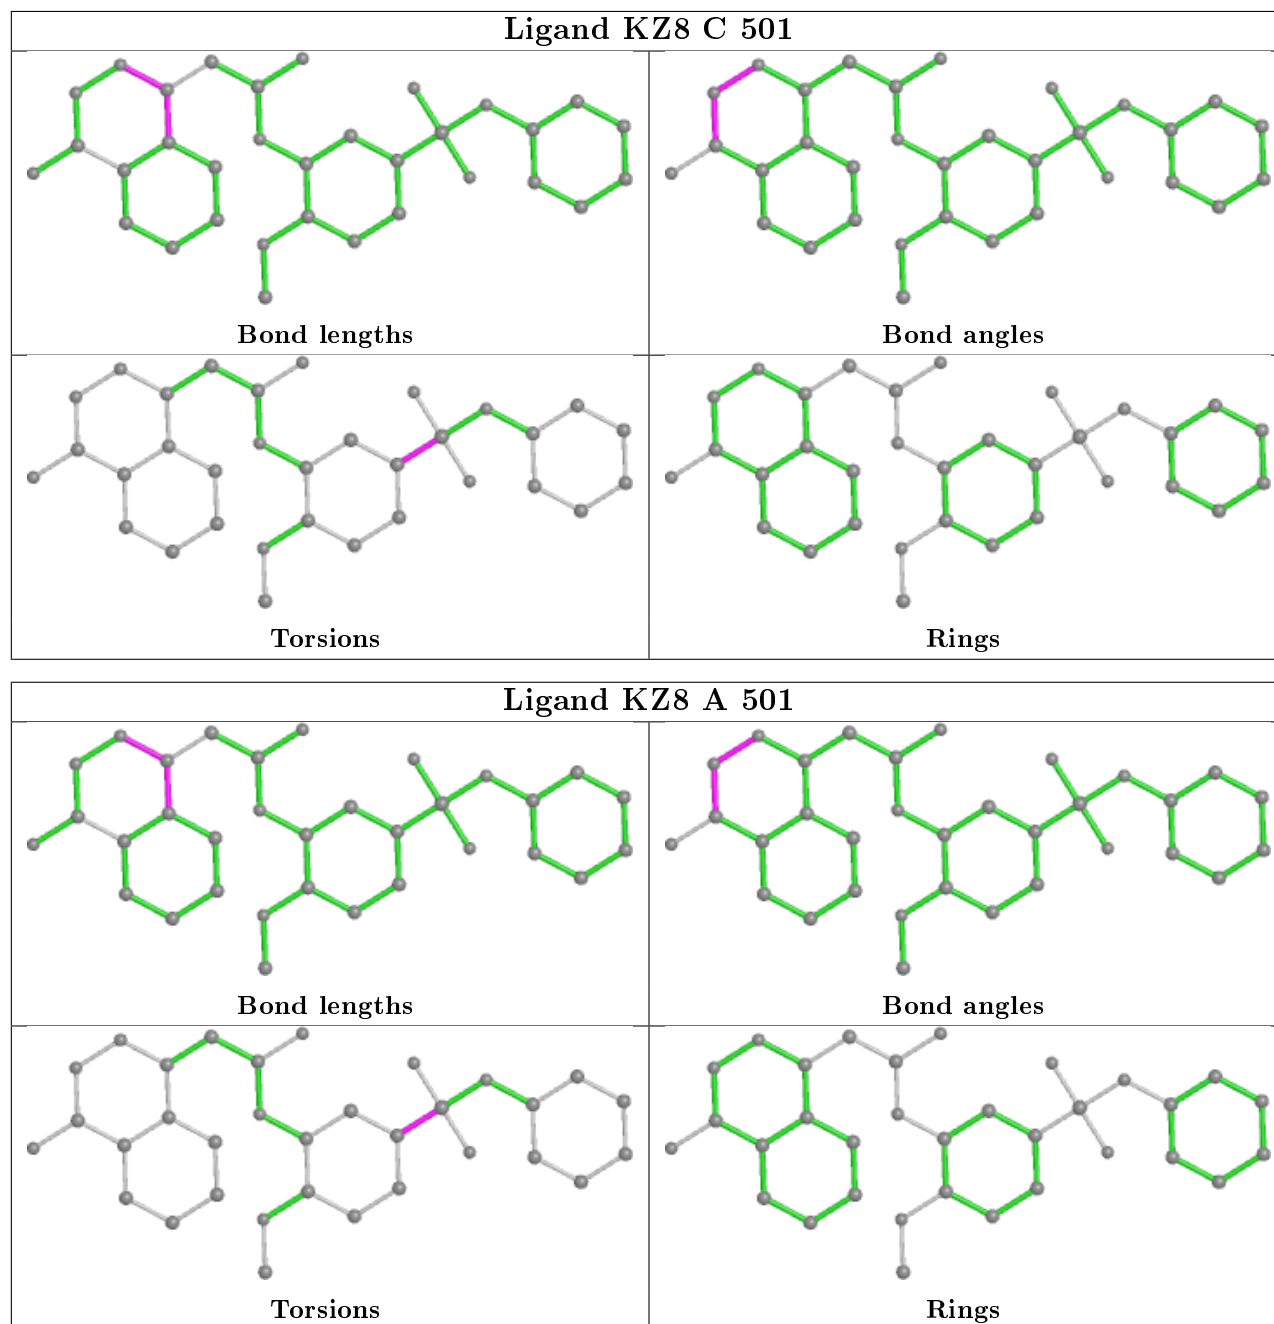 Ligand KZ8 C 501
Bond lengths
Bond angles
Torsions
Rings
Ligand KZ8 A 501
Bond lengths
Bond angles
Torsions
Rings